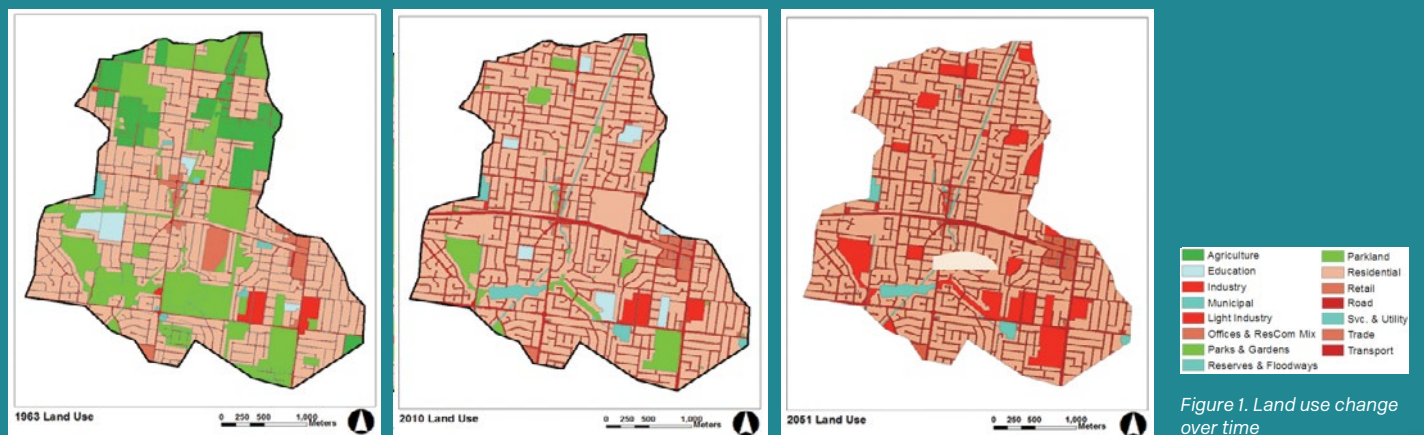 1963 Land Use
0 250 500 1,000
Meters
2010 Land Use
0 250 500 1,000
Meters
2051 Land Use
0 250 500 1,000
Meters
Agriculture
Education
Industry
Municipal
Light Industry
Offices & ResCom Mix
Parks & Gardens
Reserves & Floodways
Parkland
Residential
Retail
Road
Svc. & Utility
Trade
Transport
Figure 1. Land use change
over time